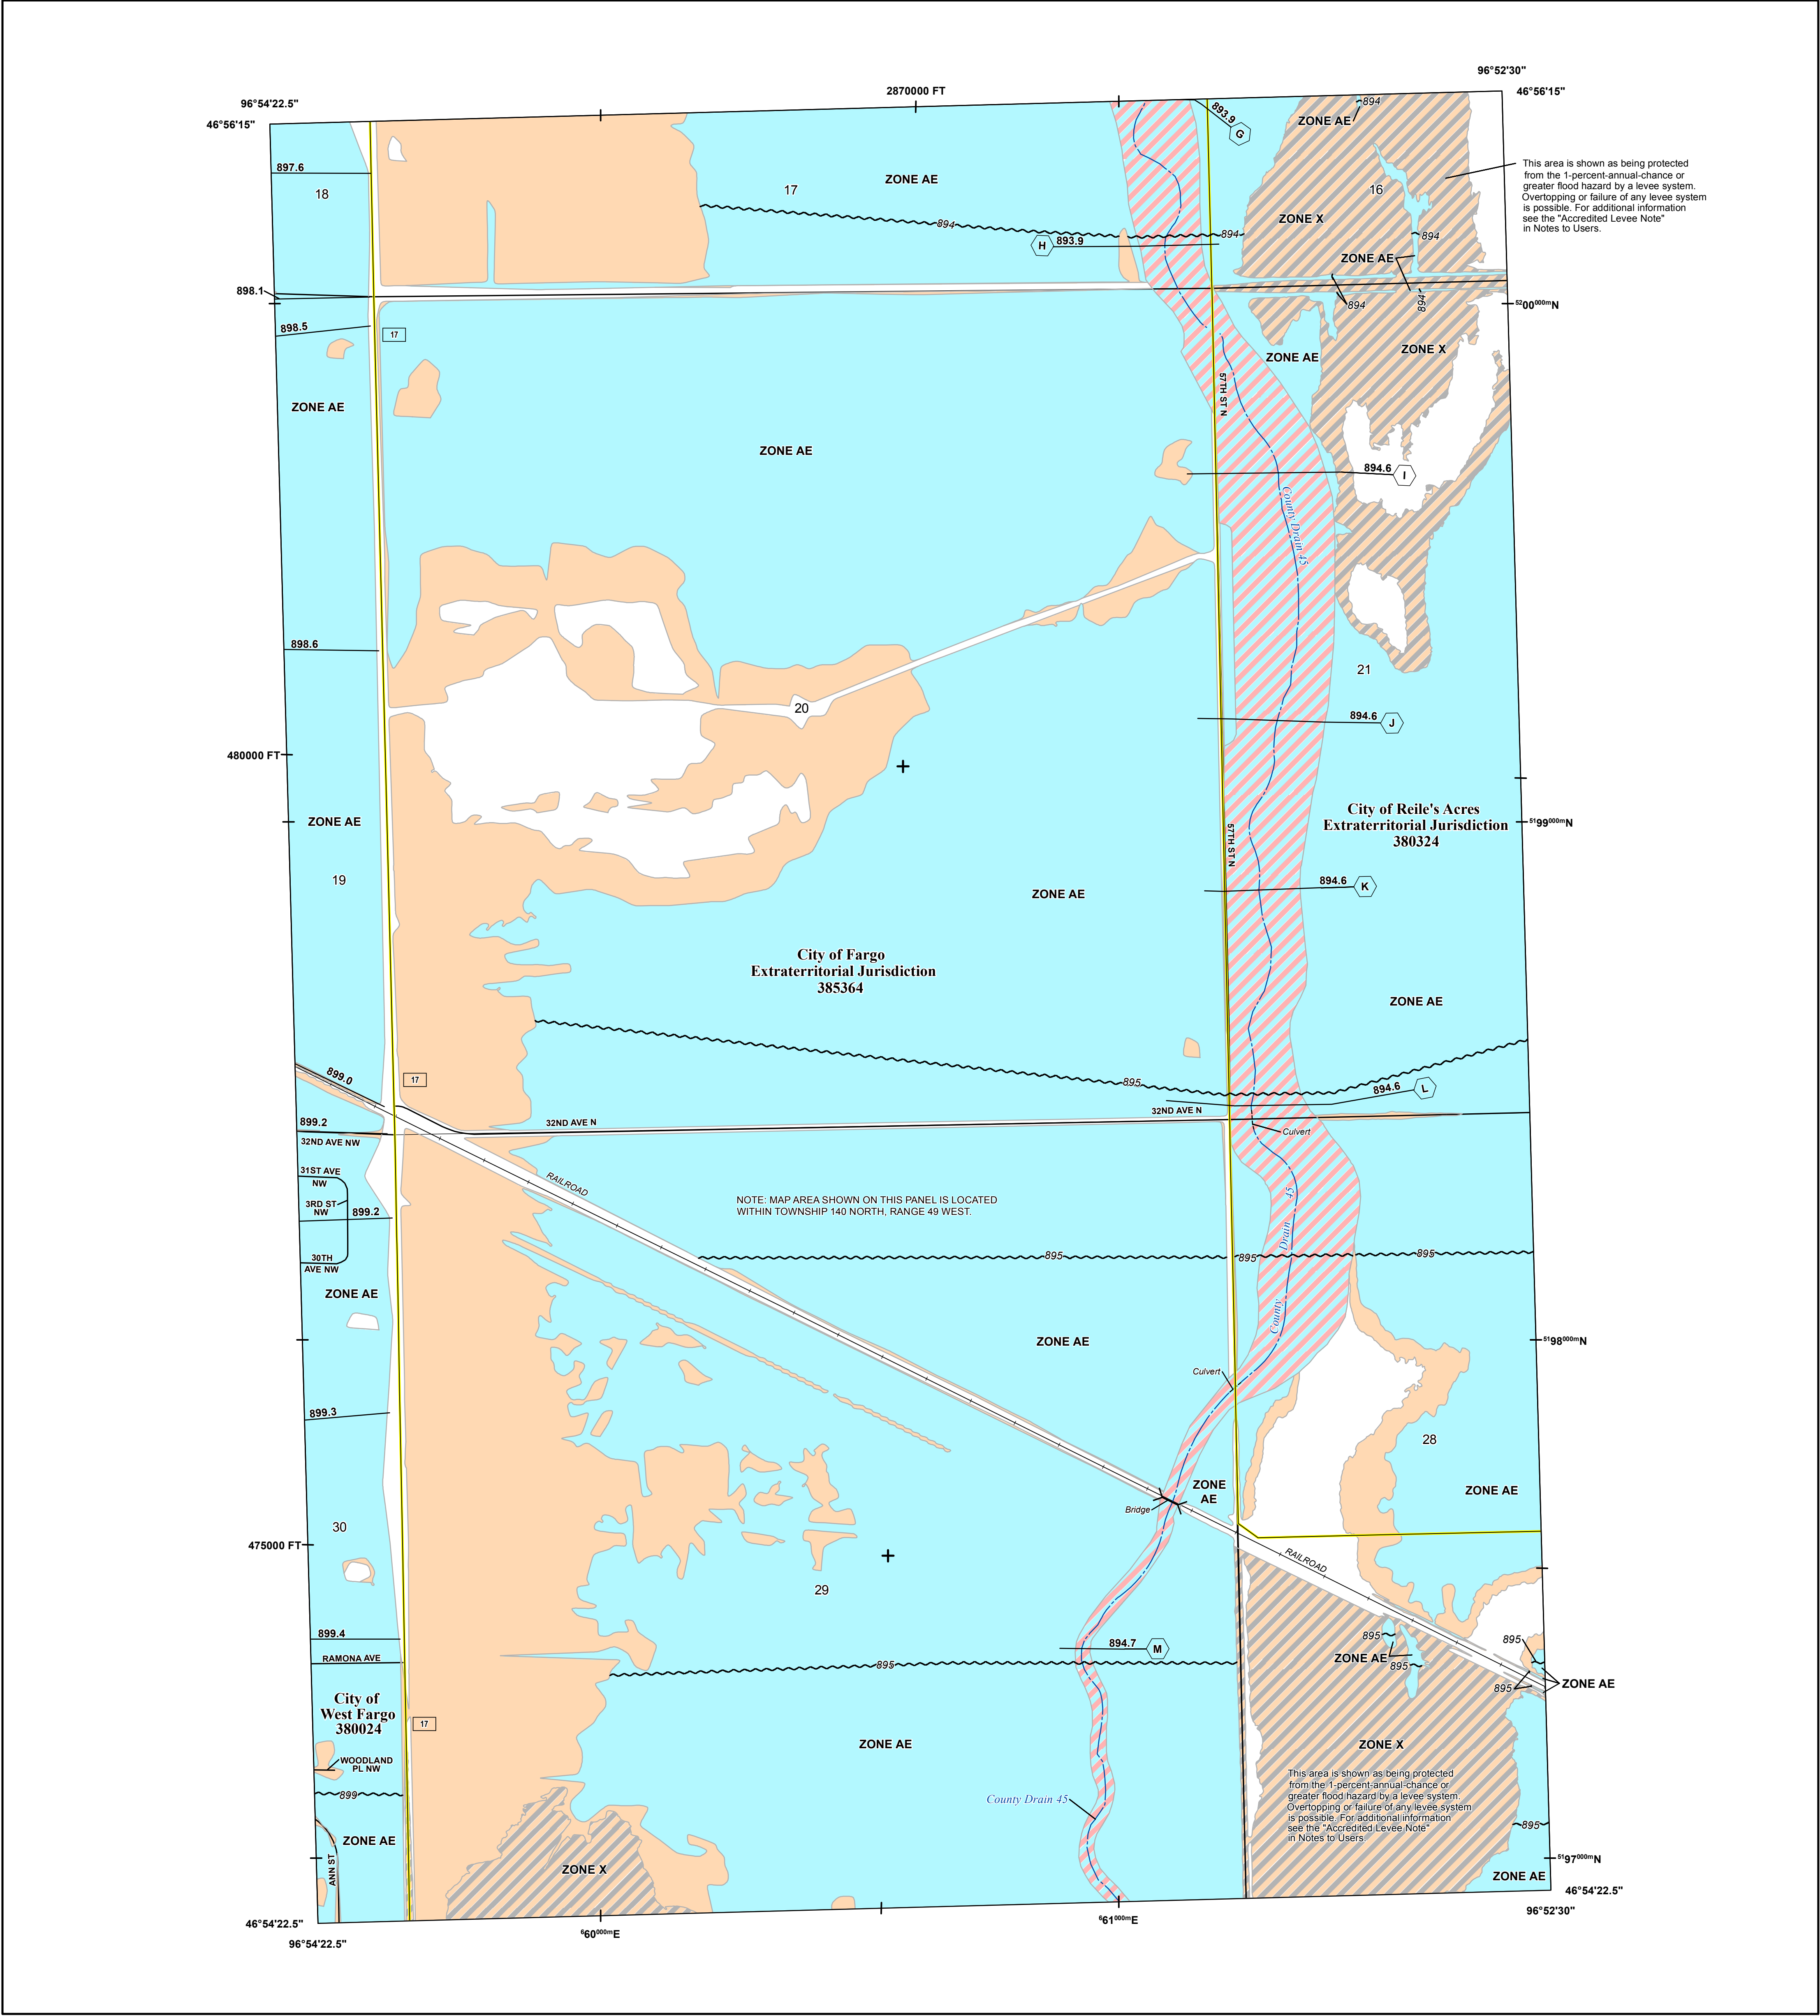 96°52'30"
2870000 FT
46°56'15"
96°54'22.5"
46°56'15"
894
ZONE AE
893.9
G
This area is shown as being protected
from the 1-percent-annual-chance or
greater flood hazard by a levee system.
Overtopping or failure of any levee system
is possible. For additional information
see the "Accredited Levee Note"
in Notes to Users.
897.6
18
17
ZONE AE
16
ZONE X
894
894
894
H
893.9
ZONE AE
898.1
894
894
5200000m N
898.5
17
ZONE X
ZONE AE
57TH ST N
ZONE AE
ZONE AE
894.6
I
County Drain 45
898.6
21
20
894.6
J
480000 FT
City of Reile's Acres
Extraterritorial Jurisdiction
380324
ZONE AE
5199000m N
57TH ST N
19
894.6
K
ZONE AE
City of Fargo
Extraterritorial Jurisdiction
385364
ZONE AE
899.0
17
895
894.6
L
32ND AVE N
899.2
32ND AVE N
32ND AVE NW
Culvert
31ST AVE
NW
RAILROAD
3RD ST
NW
899.2
NOTE: MAP AREA SHOWN ON THIS PANEL IS LOCATED
WITHIN TOWNSHIP 140 NORTH, RANGE 49 WEST.
County Drain 45
30TH
AVE NW
895
895
895
ZONE AE
ZONE AE
5198000m N
Culvert
899.3
28
ZONE
AE
ZONE AE
Bridge
30
475000 FT
RAILROAD
29
899.4
895
895
894.7
M
RAMONA AVE
ZONE AE
895
895
895
ZONE AE
City of
West Fargo
380024
17
ZONE AE
ZONE X
WOODLAND
PL NW
This area is shown as being protected
from the 1-percent-annual-chance or
greater flood hazard by a levee system.
Overtopping or failure of any levee system
is possible. For additional information
see the "Accredited Levee Note"
in Notes to Users.
899
County Drain 45
895
ZONE AE
ANN ST
ZONE X
5197000m N
ZONE AE
46°54'22.5"
96°52'30"
46°54'22.5"
660000m E
661000m E
96°54'22.5"